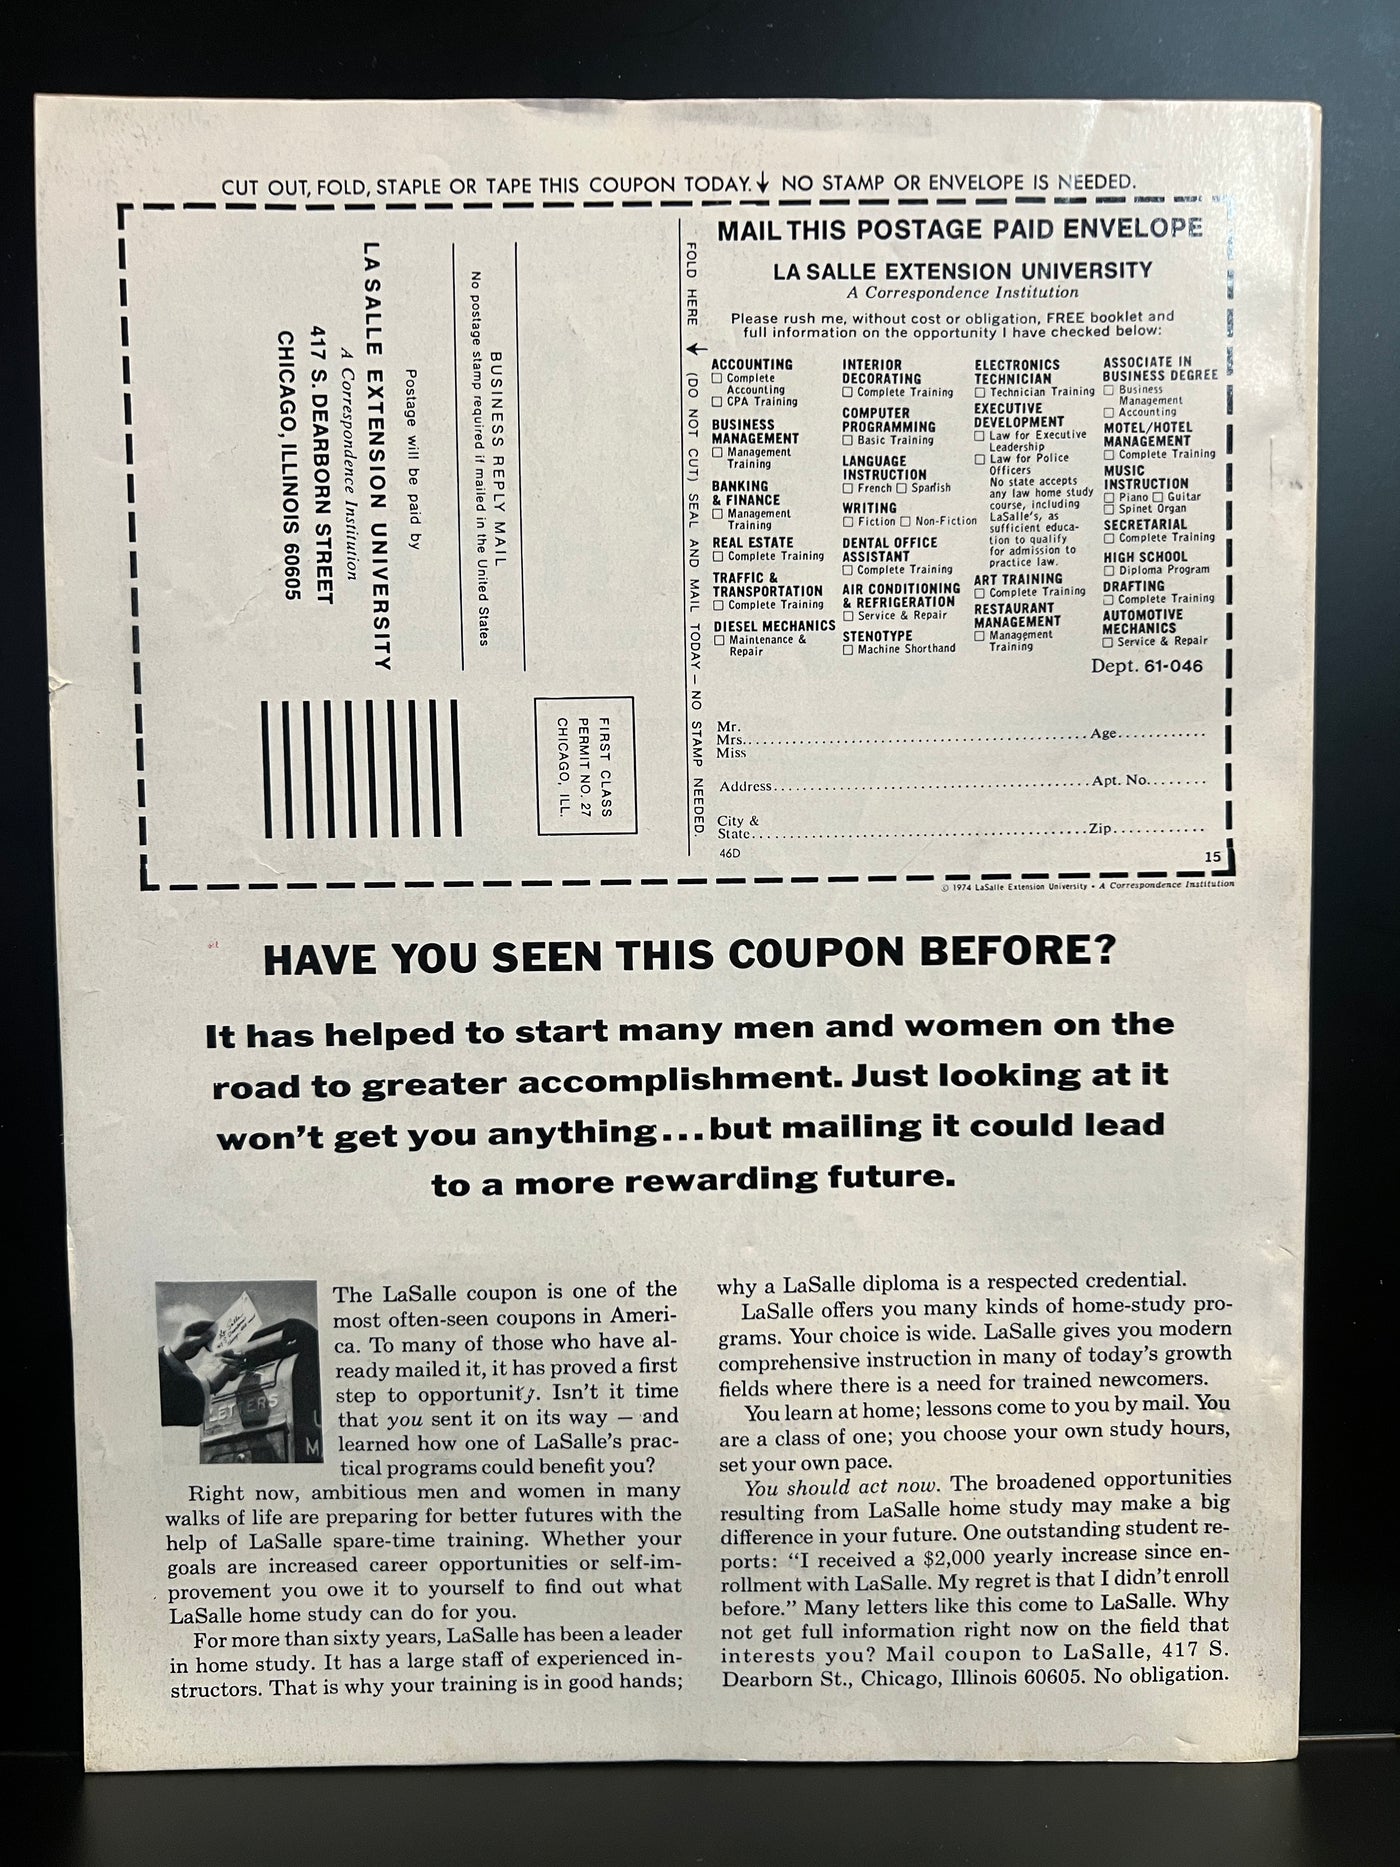 CUT OUT, FOLD, STAPLE OR TAPE THIS COUPON TODAY.↓ NO STAMP OR ENVELOPE IS NEEDED.
LA SALLE EXTENSION UNIVERSITY
A Correspondence Institution
417 S. DEARBORN STREET
CHICAGO, ILLINOIS 60605
Postage will be paid by
No postage stamp required if mailed in the United States
BUSINESS REPLY MAIL
FIRST CLASS
PERMIT NO. 27
CHICAGO, ILL.
FOLD HERE ↓ (DO NOT CUT) SEAL AND MAIL TODAY — NO STAMP NEEDED.
MAIL THIS POSTAGE PAID ENVELOPE
LA SALLE EXTENSION UNIVERSITY
A Correspondence Institution
Please rush me, without cost or obligation, FREE booklet and
full information on the opportunity I have checked below:
ACCOUNTING
☐ Complete
Accounting
☐ CPA Training
BUSINESS
MANAGEMENT
☐ Management
Training
BANKING
& FINANCE
☐ Management
Training
REAL ESTATE
☐ Complete Training
TRAFFIC &
TRANSPORTATION
☐ Complete Training
DIESEL MECHANICS
☐ Maintenance &
Repair
INTERIOR
DECORATING
☐ Complete Training
COMPUTER
PROGRAMMING
☐ Basic Training
LANGUAGE
INSTRUCTION
☐ French ☐ Spanish
WRITING
☐ Fiction ☐ Non-Fiction
DENTAL OFFICE
ASSISTANT
☐ Complete Training
AIR CONDITIONING
& REFRIGERATION
☐ Service & Repair
STENOTYPE
☐ Machine Shorthand
ELECTRONICS
TECHNICIAN
☐ Technician Training
EXECUTIVE
DEVELOPMENT
☐ Law for Executive
Leadership
☐ Law for Police
Officers
No state accepts
any law home study
course, including
LaSalle's, as
sufficient educa-
tion to qualify
for admission to
practice law.
ART TRAINING
☐ Complete Training
RESTAURANT
MANAGEMENT
☐ Management
Training
ASSOCIATE IN
BUSINESS DEGREE
☐ Business
Management
☐ Accounting
MOTEL/HOTEL
MANAGEMENT
☐ Complete Training
MUSIC
INSTRUCTION
☐ Piano ☐ Guitar
☐ Spinet Organ
SECRETARIAL
☐ Complete Training
HIGH SCHOOL
☐ Diploma Program
DRAFTING
☐ Complete Training
AUTOMOTIVE
MECHANICS
☐ Service & Repair
Dept. 61-046
Mr.
Mrs. Age
Miss
Address Apt. No.
City &
State Zip
46D 15
© 1974 LaSalle Extension University • A Correspondence Institution
HAVE YOU SEEN THIS COUPON BEFORE?
It has helped to start many men and women on the
road to greater accomplishment. Just looking at it
won't get you anything...but mailing it could lead
to a more rewarding future.
LETTERS
The LaSalle coupon is one of the
most often-seen coupons in Ameri-
ca. To many of those who have al-
ready mailed it, it has proved a first
step to opportunity. Isn't it time
that you sent it on its way — and
learned how one of LaSalle's prac-
tical programs could benefit you?
Right now, ambitious men and women in many
walks of life are preparing for better futures with the
help of LaSalle spare-time training. Whether your
goals are increased career opportunities or self-im-
provement you owe it to yourself to find out what
LaSalle home study can do for you.
For more than sixty years, LaSalle has been a leader
in home study. It has a large staff of experienced in-
structors. That is why your training is in good hands;
why a LaSalle diploma is a respected credential.
LaSalle offers you many kinds of home-study pro-
grams. Your choice is wide. LaSalle gives you modern
comprehensive instruction in many of today's growth
fields where there is a need for trained newcomers.
You learn at home; lessons come to you by mail. You
are a class of one; you choose your own study hours,
set your own pace.
You should act now. The broadened opportunities
resulting from LaSalle home study may make a big
difference in your future. One outstanding student re-
ports: "I received a $2,000 yearly increase since en-
rollment with LaSalle. My regret is that I didn't enroll
before." Many letters like this come to LaSalle. Why
not get full information right now on the field that
interests you? Mail coupon to LaSalle, 417 S.
Dearborn St., Chicago, Illinois 60605. No obligation.